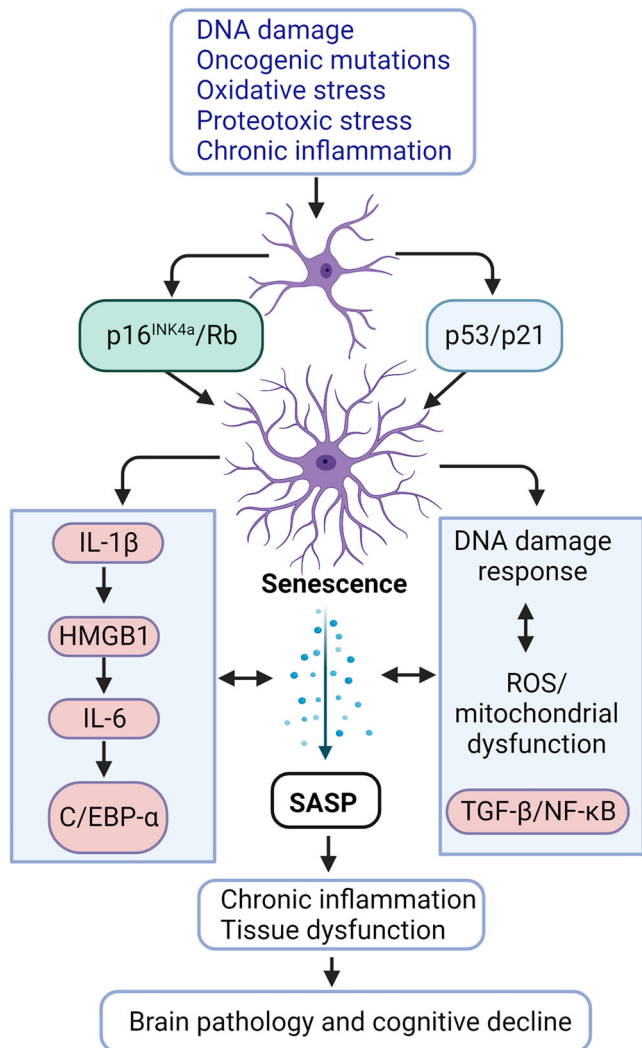 DNA damage
Oncogenic mutations
Oxidative stress
Proteotoxic stress
Chronic inflammation
p16^INK4a/Rb
p53/p21
IL-1β
HMGB1
IL-6
C/EBP-α
Senescence
SASP
DNA damage
response
ROS/
mitochondrial
dysfunction
TGF-β/NF-κB
Chronic inflammation
Tissue dysfunction
Brain pathology and cognitive decline